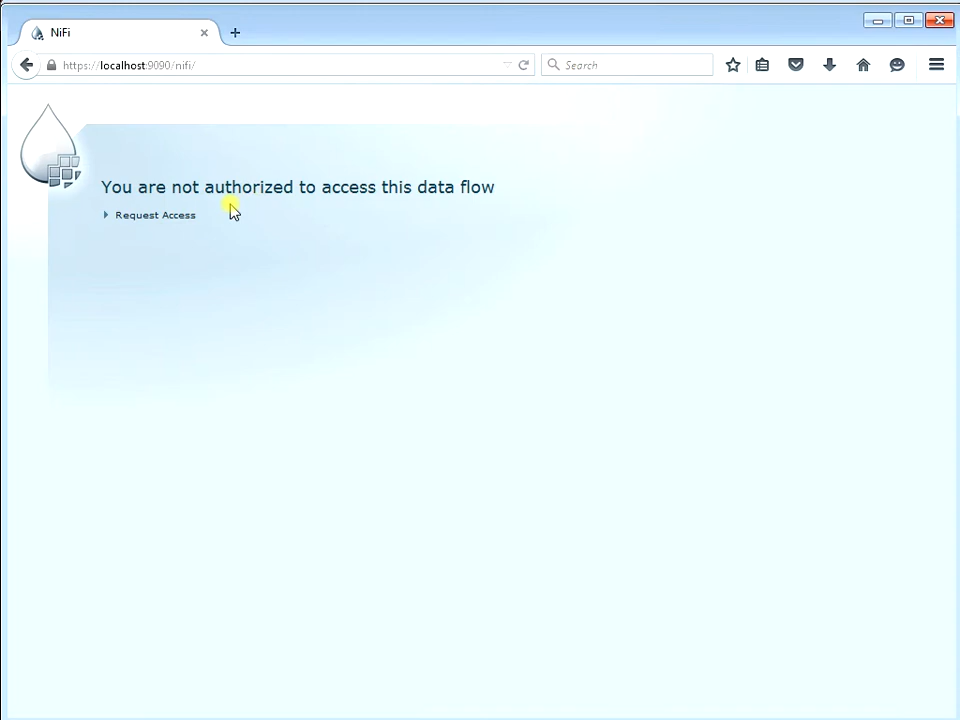 NiFi
https://localhost:9090/nifi/
Search
You are not authorized to access this data flow
Request Access